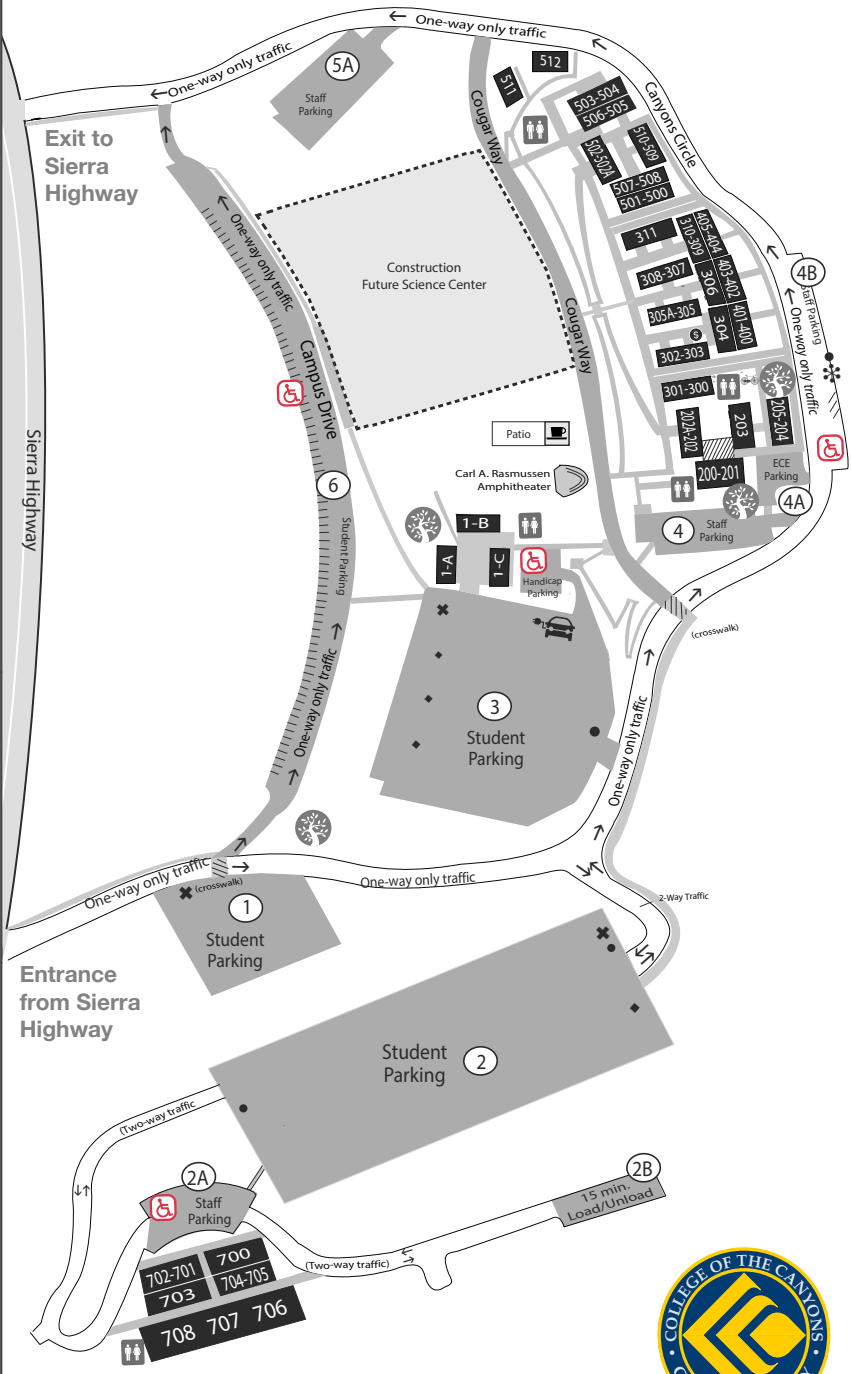 One-way only traffic
One-way only traffic
5A
Staff
Parking
512
511
503-504
506-505
Canyons Circle
Cougar Way
502-502A
510-509
507-508
501-500
Exit to
Sierra
Highway
One-way only traffic
Construction
Future Science Center
311
310-309
405-404
308-307
306
403-402
4B
Staff Parking
305A-305
304
401-400
One-way only traffic
$
302-303
Cougar Way
Campus Drive
301-300
202A-202
203
205-204
200-201
ECE
Parking
4A
4
Staff
Parking
Patio
Carl A. Rasmussen
Amphitheater
Sierra Highway
6
Student Parking
1-B
1-A
1-C
Handicap
Parking
(crosswalk)
3
Student
Parking
One-way only traffic
One-way only traffic
One-way only traffic
(crosswalk)
One-way only traffic
2-Way Traffic
1
Student
Parking
Entrance
from Sierra
Highway
Student
Parking
2
(Two-way traffic
2A
Staff
Parking
2B
15 min.
Load/Unload
(Two-way traffic)
702-701
700
703
704-705
708 707 706
COLLEGE OF THE CANYONS